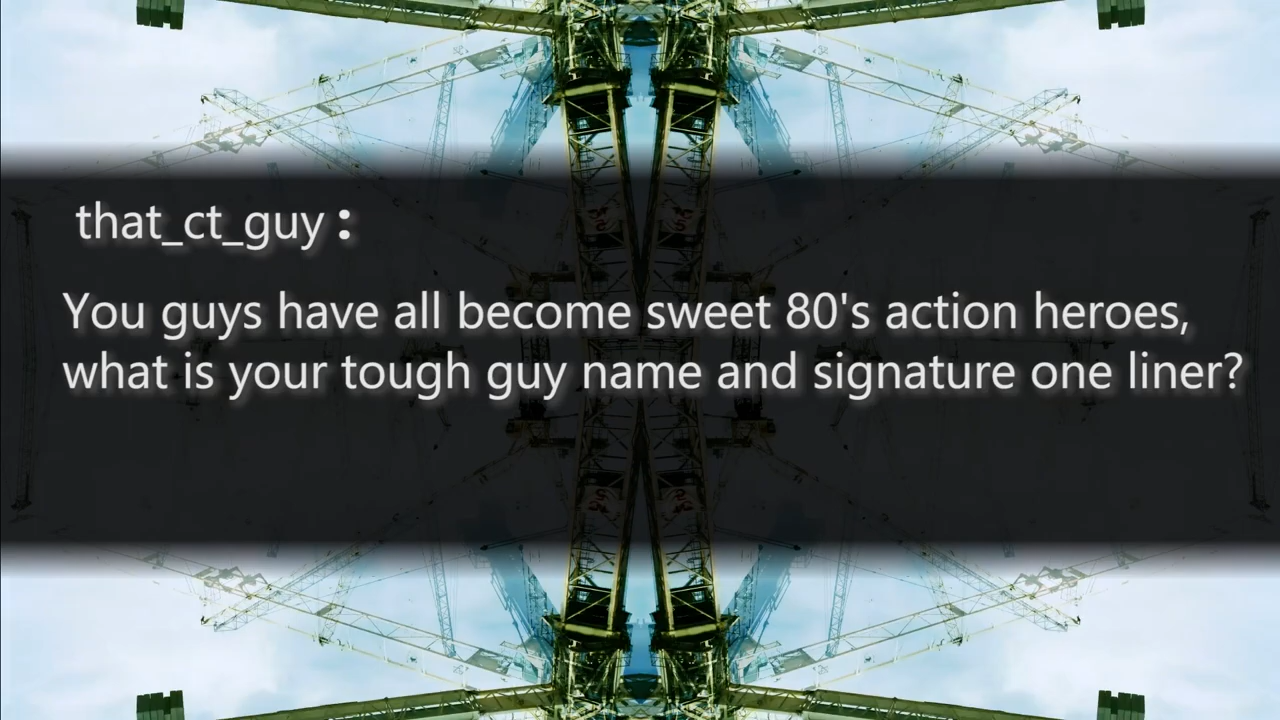 that_ct_guy:
You guys have all become sweet 80's action heroes,
what is your tough guy name and signature one liner?